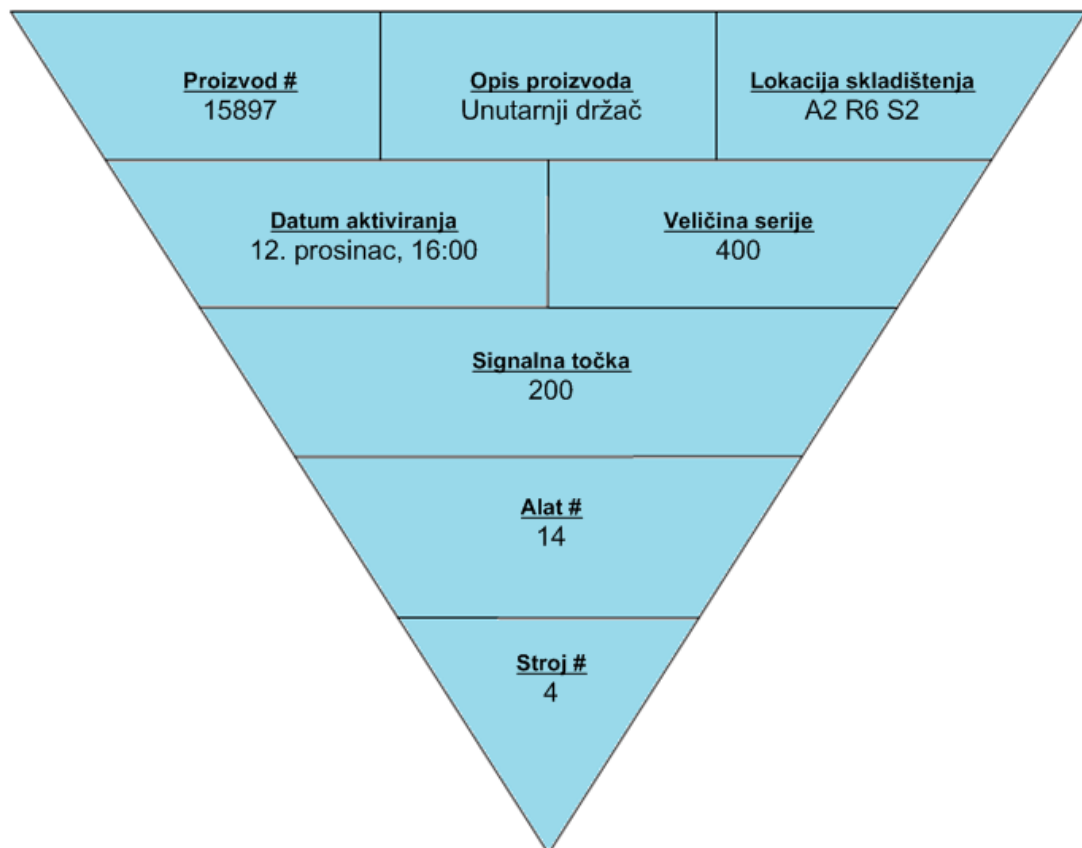 Proizvod #
15897
Opis proizvoda
Unutarnji držač
Lokacija skladištenja
A2 R6 S2
Datum aktiviranja
12. prosinac, 16:00
Veličina serije
400
Signalna točka
200
Alat #
14
Stroj #
4